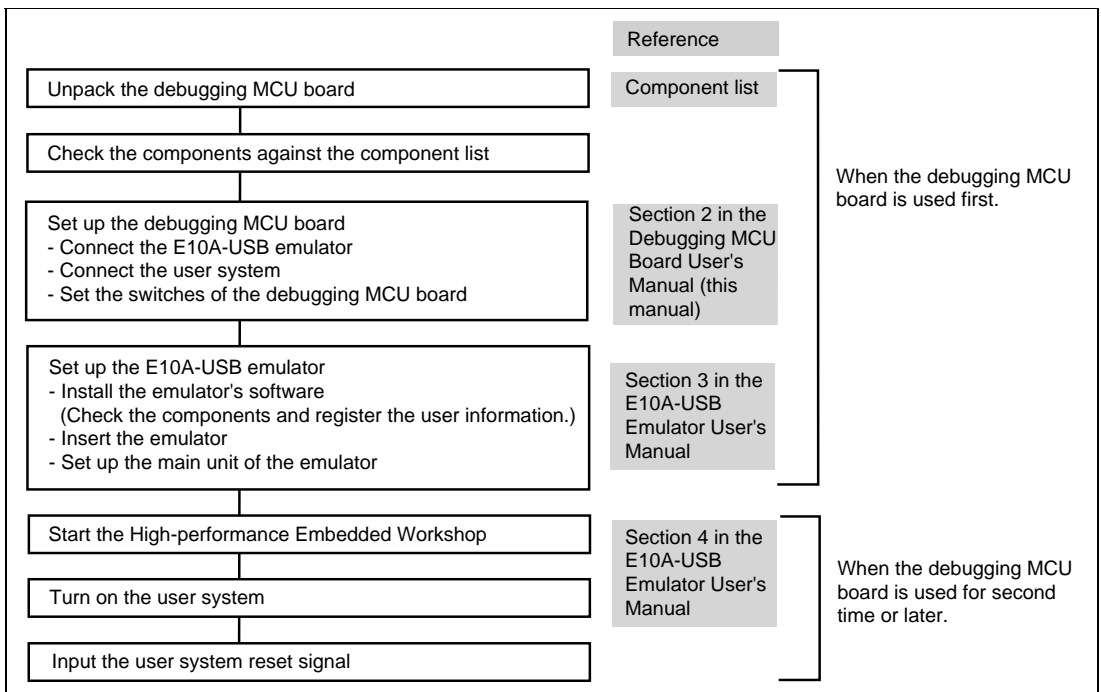 Reference
Unpack the debugging MCU board
Component list
Check the components against the component list
When the debugging MCU
board is used first.
Set up the debugging MCU board
- Connect the E10A-USB emulator
- Connect the user system
- Set the switches of the debugging MCU board
Section 2 in the
Debugging MCU
Board User's
Manual (this
manual)
Set up the E10A-USB emulator
- Install the emulator's software
(Check the components and register the user information.)
- Insert the emulator
- Set up the main unit of the emulator
Section 3 in the
E10A-USB
Emulator User's
Manual
Start the High-performance Embedded Workshop
Section 4 in the
E10A-USB
Emulator User's
Manual
Turn on the user system
When the debugging MCU
board is used for second
time or later.
Input the user system reset signal